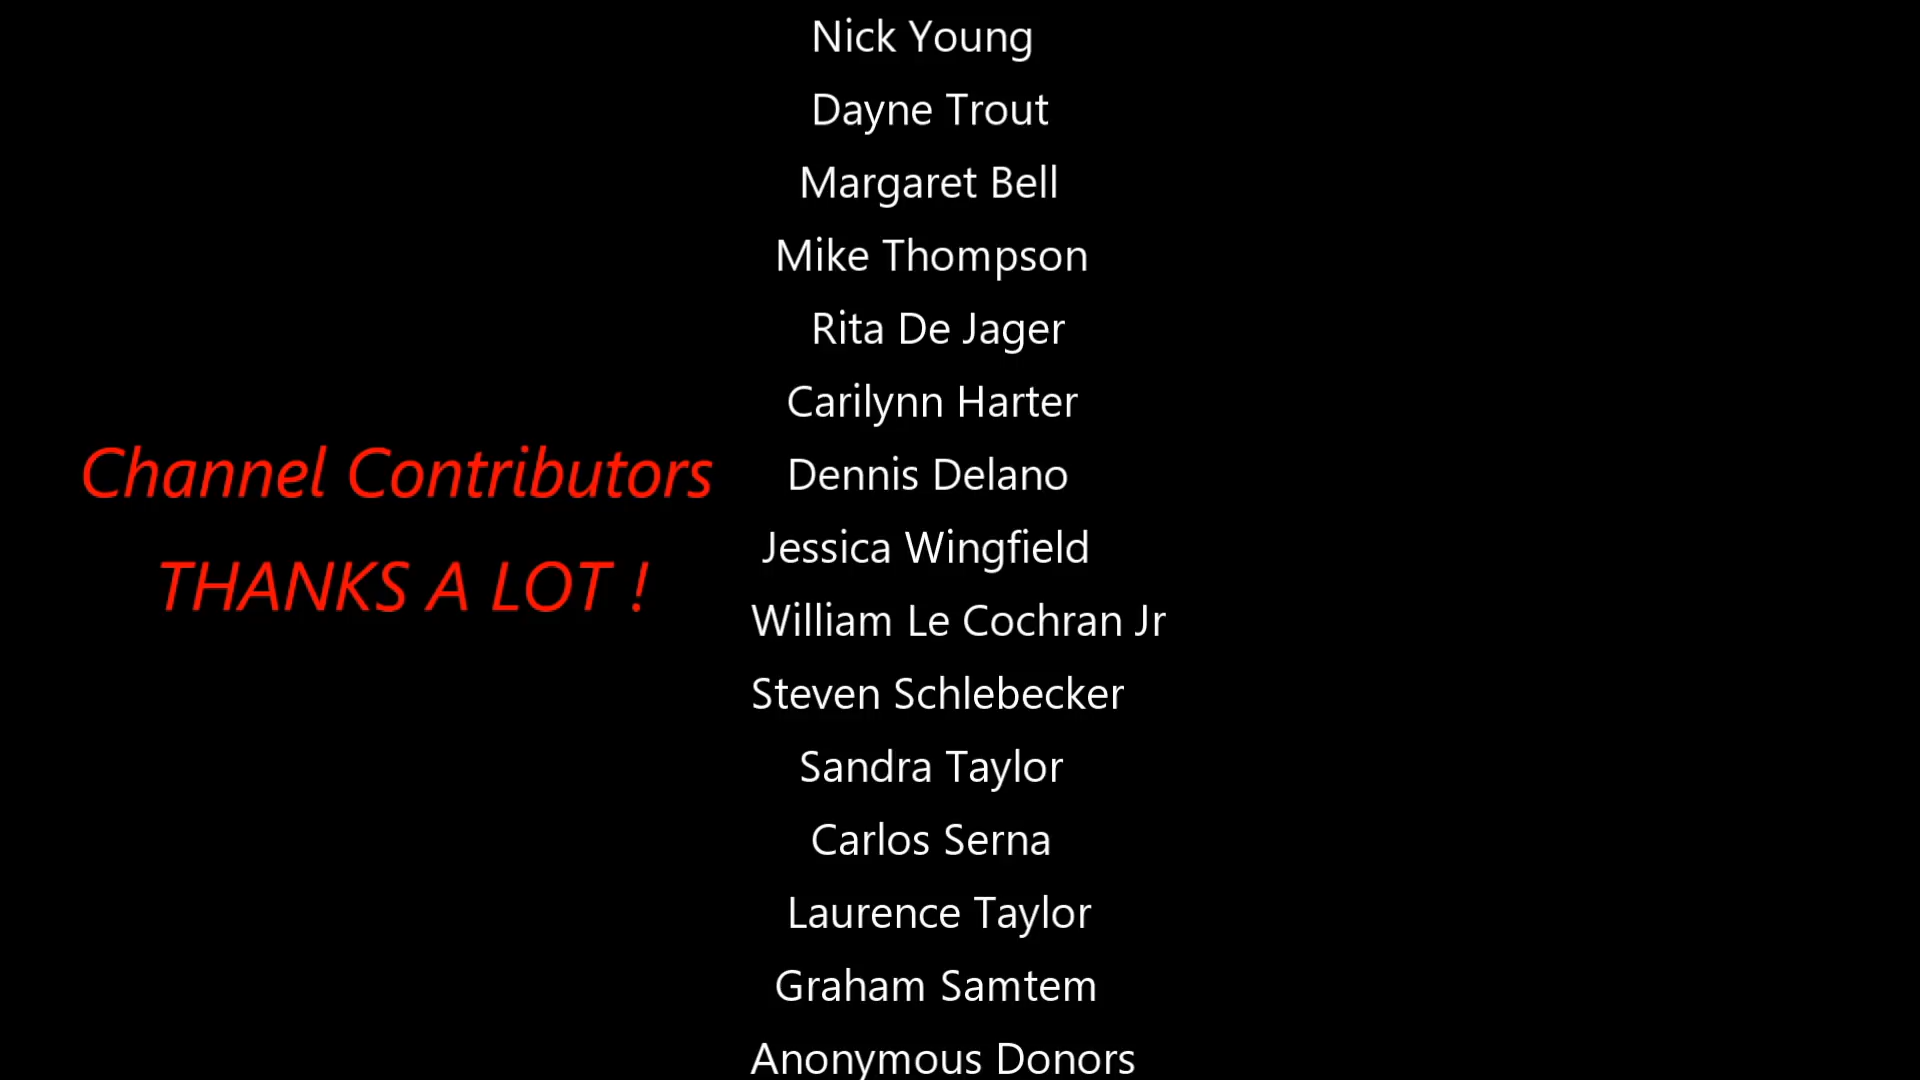 Channel Contributors
THANKS A LOT !
Nick Young
Dayne Trout
Margaret Bell
Mike Thompson
Rita De Jager
Carilynn Harter
Dennis Delano
Jessica Wingfield
William Le Cochran Jr
Steven Schlebecker
Sandra Taylor
Carlos Serna
Laurence Taylor
Graham Samtem
Anonymous Donors